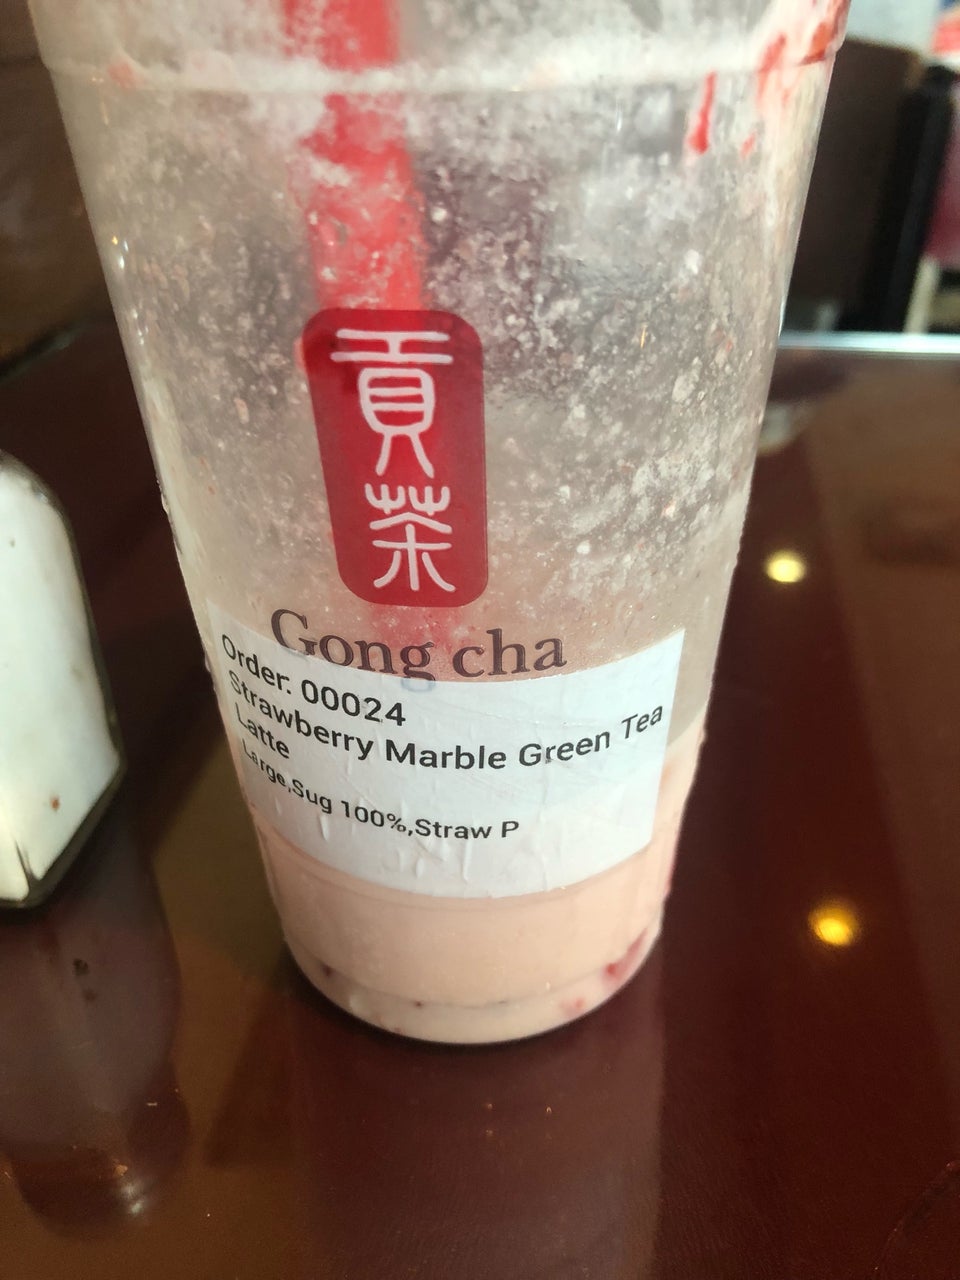 貢茶
Gong cha
Order: 00024
Strawberry Marble Green Tea
Latte
Large,Sug 100%,Straw P